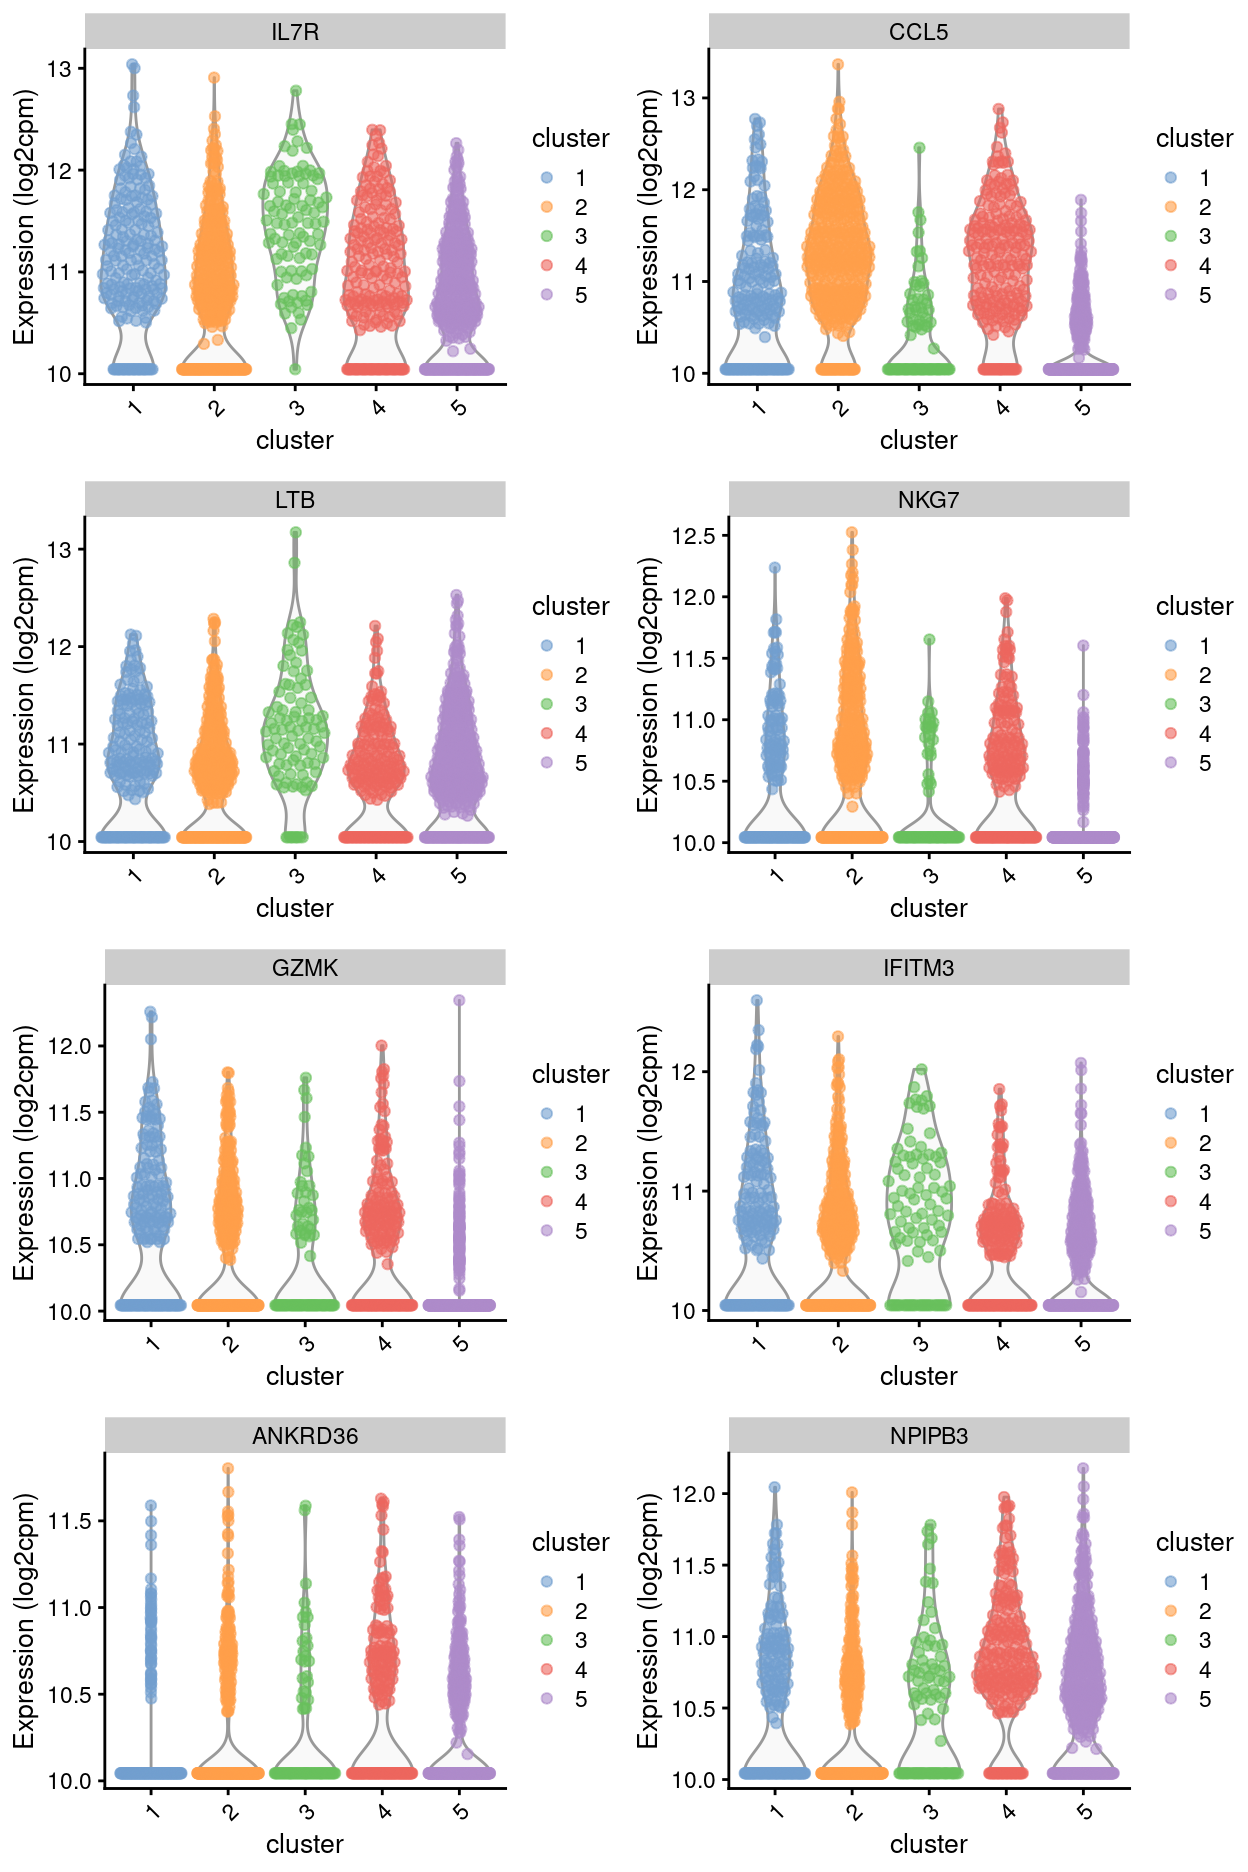 IL7R
Expression (log2cpm)
13
12
11
10
1 2 3 4 5
cluster
cluster
1
2
3
4
5
CCL5
Expression (log2cpm)
13
12
11
10
1 2 3 4 5
cluster
cluster
1
2
3
4
5
LTB
Expression (log2cpm)
13
12
11
10
1 2 3 4 5
cluster
cluster
1
2
3
4
5
NKG7
Expression (log2cpm)
12.5
12.0
11.5
11.0
10.5
10.0
1 2 3 4 5
cluster
cluster
1
2
3
4
5
GZMK
Expression (log2cpm)
12.0
11.5
11.0
10.5
10.0
1 2 3 4 5
cluster
cluster
1
2
3
4
5
IFITM3
Expression (log2cpm)
12
11
10
1 2 3 4 5
cluster
cluster
1
2
3
4
5
ANKRD36
Expression (log2cpm)
11.5
11.0
10.5
10.0
1 2 3 4 5
cluster
cluster
1
2
3
4
5
NPIPB3
Expression (log2cpm)
12.0
11.5
11.0
10.5
10.0
1 2 3 4 5
cluster
cluster
1
2
3
4
5